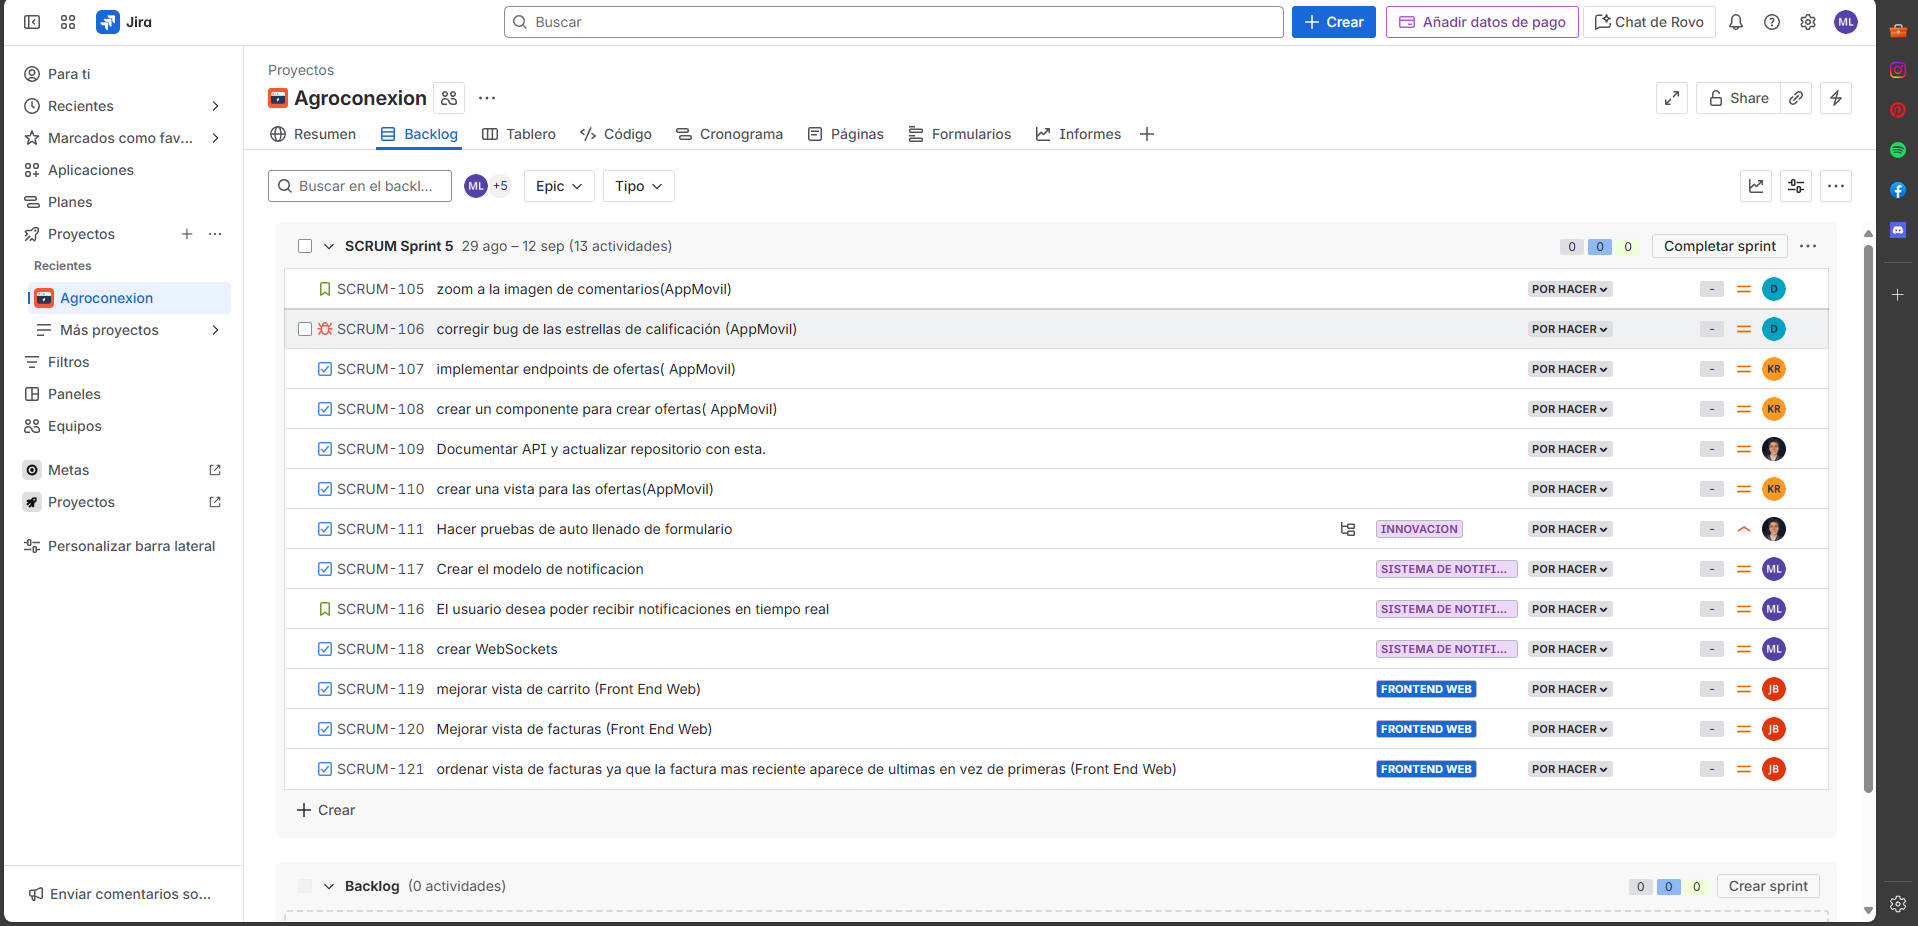 Jira
Buscar
Crear
Añadir datos de pago
Chat de Rovo
ML
Para ti
Recientes
Marcados como fav...
Aplicaciones
Planes
Proyectos
Recientes
Agroconexion
Más proyectos
Filtros
Paneles
Equipos
Metas
Proyectos
Personalizar barra lateral
Enviar comentarios so...
Proyectos
Agroconexion
Share
Resumen Backlog Tablero Código Cronograma Páginas Formularios Informes
Buscar en el backl... ML +5 Epic Tipo
SCRUM Sprint 5 29 ago – 12 sep (13 actividades) 0 0 0 Completar sprint
SCRUM-105 zoom a la imagen de comentarios(AppMovil) POR HACER - D
SCRUM-106 corregir bug de las estrellas de calificación (AppMovil) POR HACER - D
SCRUM-107 implementar endpoints de ofertas( AppMovil) POR HACER - KR
SCRUM-108 crear un componente para crear ofertas( AppMovil) POR HACER - KR
SCRUM-109 Documentar API y actualizar repositorio con esta. POR HACER -
SCRUM-110 crear una vista para las ofertas(AppMovil) POR HACER - KR
SCRUM-111 Hacer pruebas de auto llenado de formulario INNOVACION POR HACER -
SCRUM-117 Crear el modelo de notificacion SISTEMA DE NOTIFI... POR HACER - ML
SCRUM-116 El usuario desea poder recibir notificaciones en tiempo real SISTEMA DE NOTIFI... POR HACER - ML
SCRUM-118 crear WebSockets SISTEMA DE NOTIFI... POR HACER - ML
SCRUM-119 mejorar vista de carrito (Front End Web) FRONTEND WEB POR HACER - JB
SCRUM-120 Mejorar vista de facturas (Front End Web) FRONTEND WEB POR HACER - JB
SCRUM-121 ordenar vista de facturas ya que la factura mas reciente aparece de ultimas en vez de primeras (Front End Web) FRONTEND WEB POR HACER - JB
Crear
Backlog (0 actividades) 0 0 0 Crear sprint